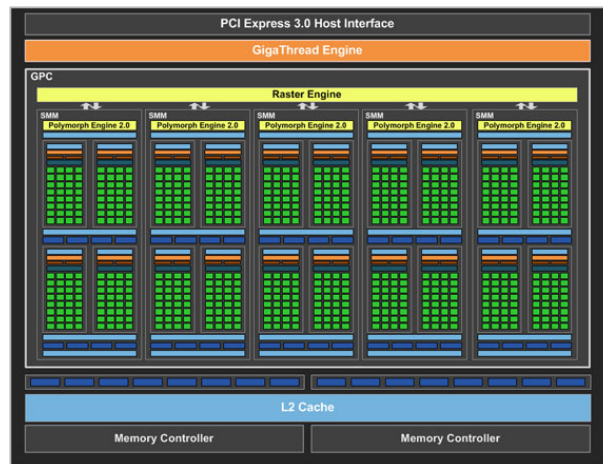 PCI Express 3.0 Host Interface
GigaThread Engine
GPC
Raster Engine
SMM SMM SMM SMM SMM
Polymorph Engine 2.0 Polymorph Engine 2.0 Polymorph Engine 2.0 Polymorph Engine 2.0 Polymorph Engine 2.0
L2 Cache
Memory Controller Memory Controller